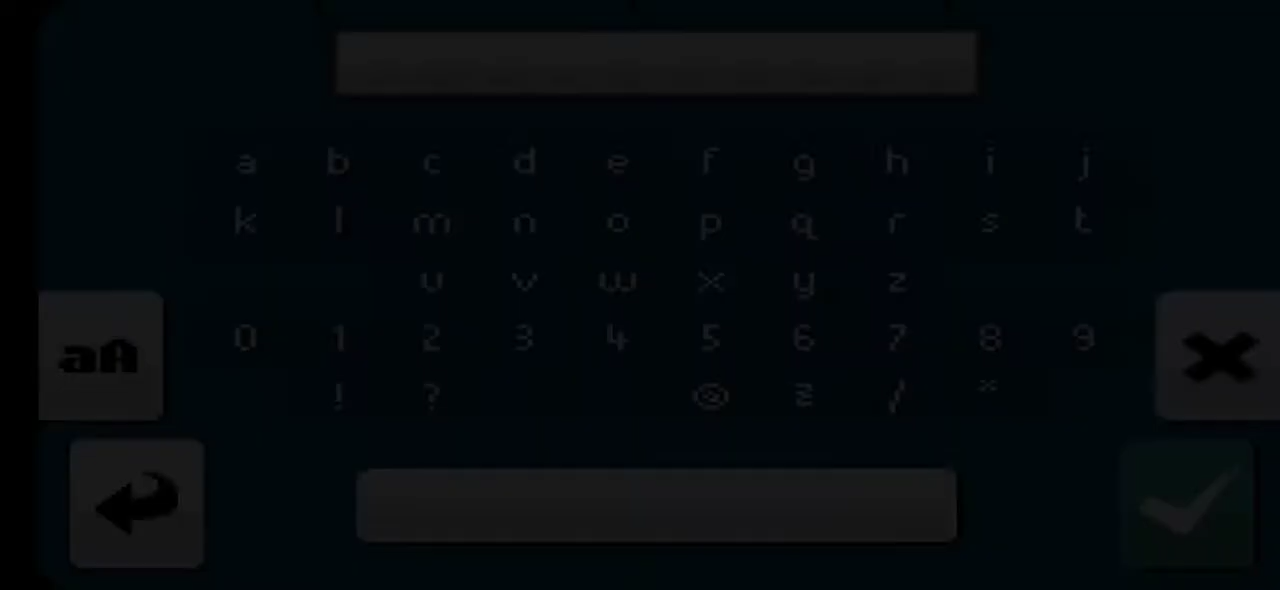 a b c d e f g h i j
k l m n o p q r s t
u v w x y z
aA
0 1 2 3 4 5 6 7 8 9
! ? @ / *